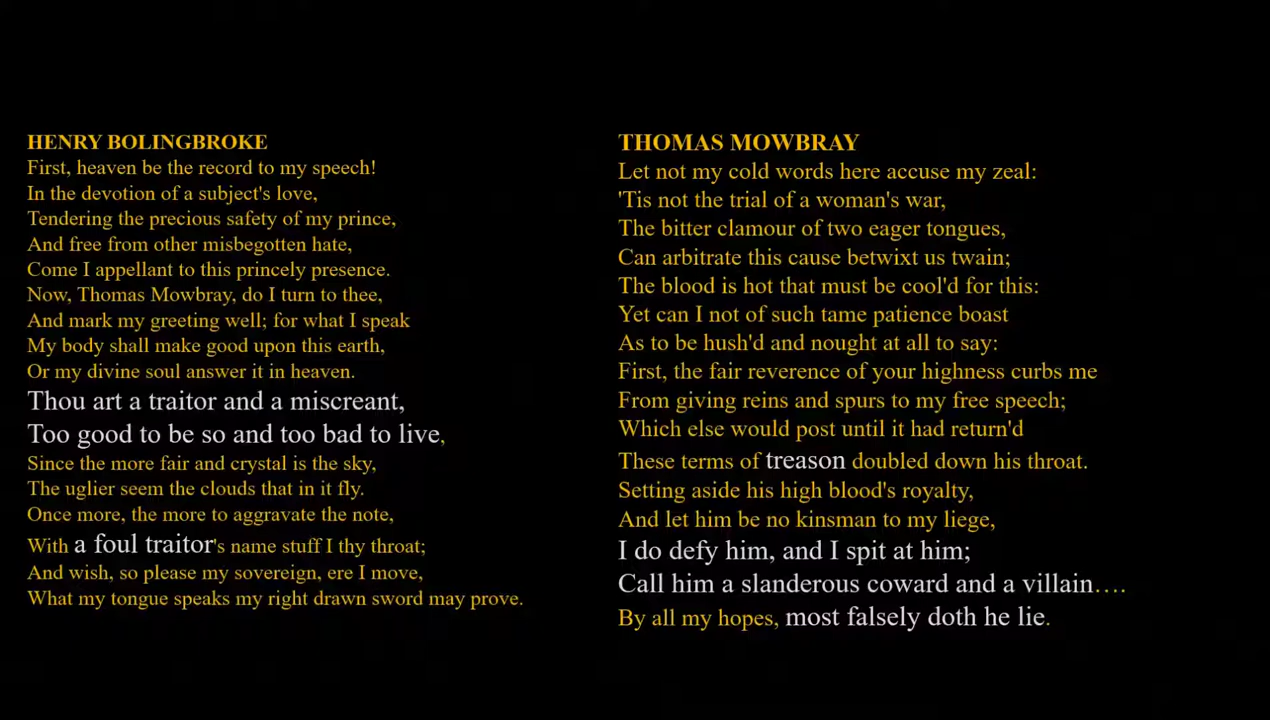 HENRY BOLINGBROKE
First, heaven be the record to my speech!
In the devotion of a subject's love,
Tendering the precious safety of my prince,
And free from other misbegotten hate,
Come I appellant to this princely presence.
Now, Thomas Mowbray, do I turn to thee,
And mark my greeting well; for what I speak
My body shall make good upon this earth,
Or my divine soul answer it in heaven.
Thou art a traitor and a miscreant,
Too good to be so and too bad to live,
Since the more fair and crystal is the sky,
The uglier seem the clouds that in it fly.
Once more, the more to aggravate the note,
With a foul traitor's name stuff I thy throat;
And wish, so please my sovereign, ere I move,
What my tongue speaks my right drawn sword may prove.
THOMAS MOWBRAY
Let not my cold words here accuse my zeal:
'Tis not the trial of a woman's war,
The bitter clamour of two eager tongues,
Can arbitrate this cause betwixt us twain;
The blood is hot that must be cool'd for this:
Yet can I not of such tame patience boast
As to be hush'd and nought at all to say:
First, the fair reverence of your highness curbs me
From giving reins and spurs to my free speech;
Which else would post until it had return'd
These terms of treason doubled down his throat.
Setting aside his high blood's royalty,
And let him be no kinsman to my liege,
I do defy him, and I spit at him;
Call him a slanderous coward and a villain….
By all my hopes, most falsely doth he lie.